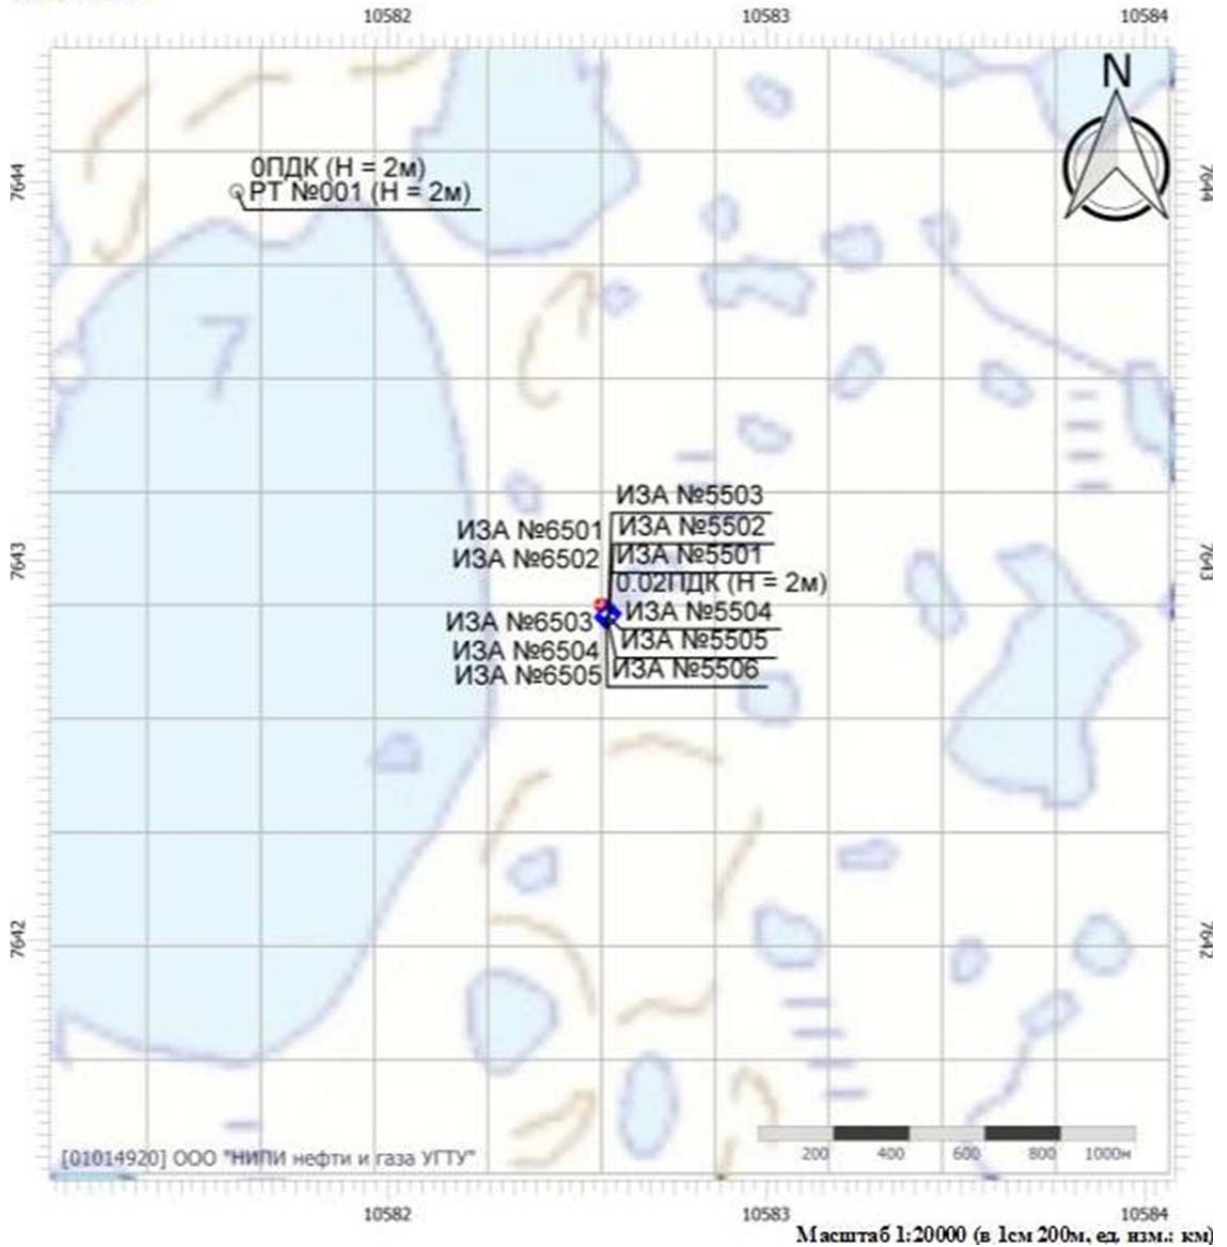 10582 10583 10584
N
7644 7644
0ПДК (Н = 2м)
РТ №001 (Н = 2м)
ИЗА №5503
ИЗА №6501 ИЗА №5502
ИЗА №6502 ИЗА №5501
7643 7643
0.02ПДК (Н = 2м)
ИЗА №6503 ИЗА №5504
ИЗА №6504 ИЗА №5505
ИЗА №6505 ИЗА №5506
7642 7642
200 400 600 800 1000м
[01014920] ООО "НИПИ нефти и газа УГТУ"
10582 10583 10584
Масштаб 1:20000 (в 1см 200м, ед. изм.: км)